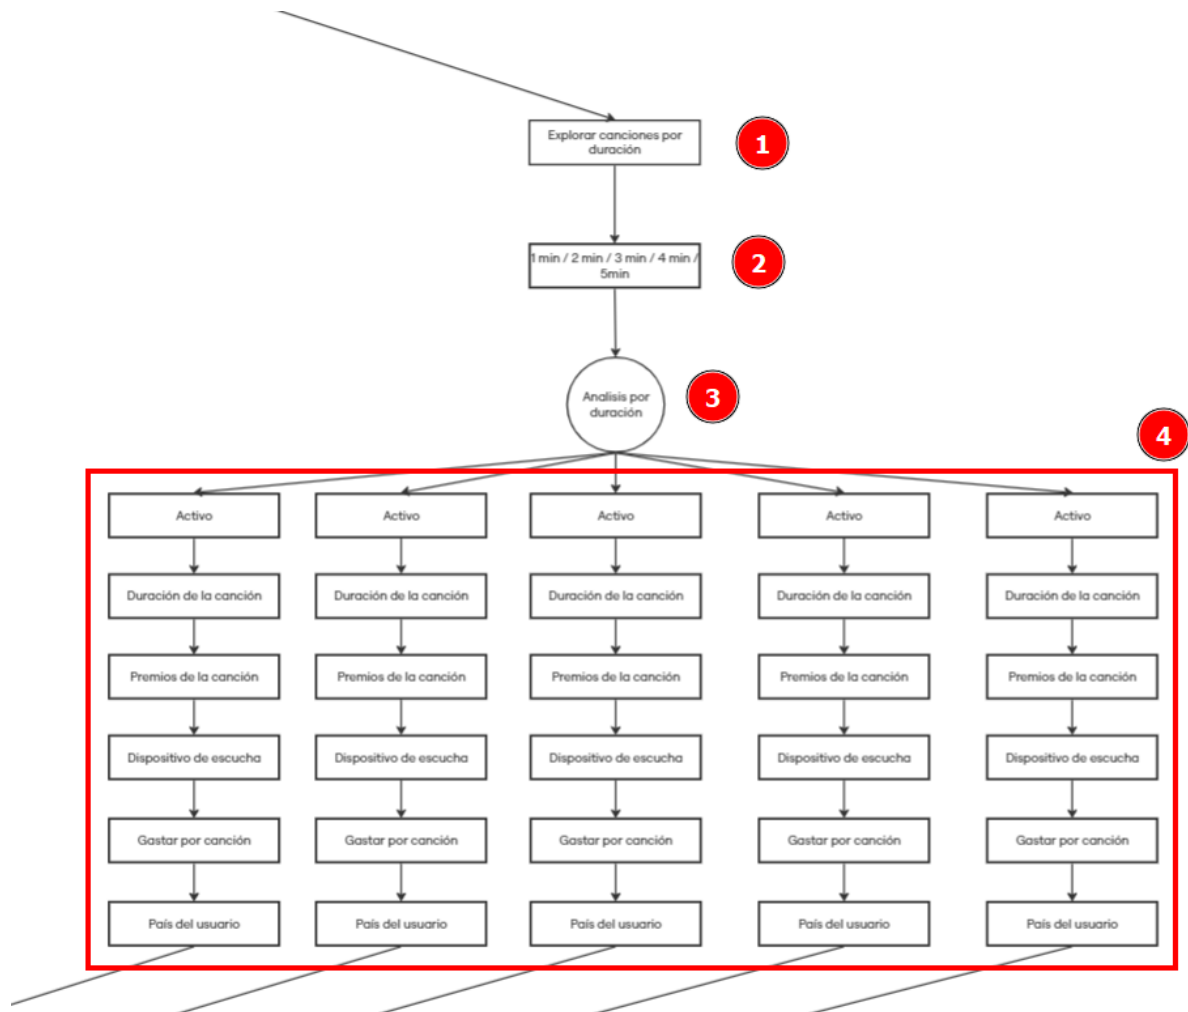 Explorar canciones por
duración
1
1 min / 2 min / 3 min / 4 min /
5min
2
Analisis por
duración
3
4
Activo
Activo
Activo
Activo
Activo
Duración de la canción
Duración de la canción
Duración de la canción
Duración de la canción
Duración de la canción
Premios de la canción
Premios de la canción
Premios de la canción
Premios de la canción
Premios de la canción
Dispositivo de escucha
Dispositivo de escucha
Dispositivo de escucha
Dispositivo de escucha
Dispositivo de escucha
Gastar por canción
Gastar por canción
Gastar por canción
Gastar por canción
Gastar por canción
País del usuario
País del usuario
País del usuario
País del usuario
País del usuario